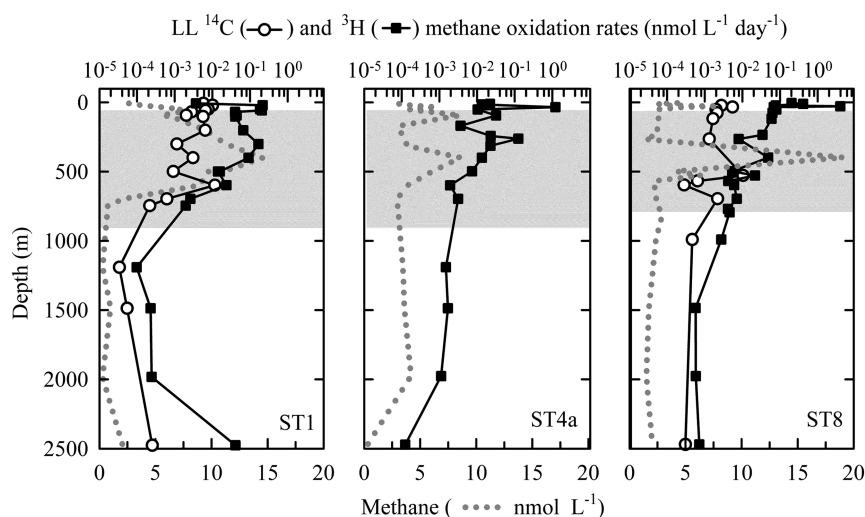 LL ¹⁴C ( ) and ³H ( ) methane oxidation rates (nmol L⁻¹ day⁻¹)
10⁻⁵ 10⁻⁴ 10⁻³ 10⁻² 10⁻¹ 10⁰ 10⁻⁵ 10⁻⁴ 10⁻³ 10⁻² 10⁻¹ 10⁰ 10⁻⁵ 10⁻⁴ 10⁻³ 10⁻² 10⁻¹ 10⁰
0
500
1000
1500
2000
2500
Depth (m)
ST1 ST4a ST8
0 5 10 15 20 0 5 10 15 20 0 5 10 15 20
Methane ( nmol L⁻¹)